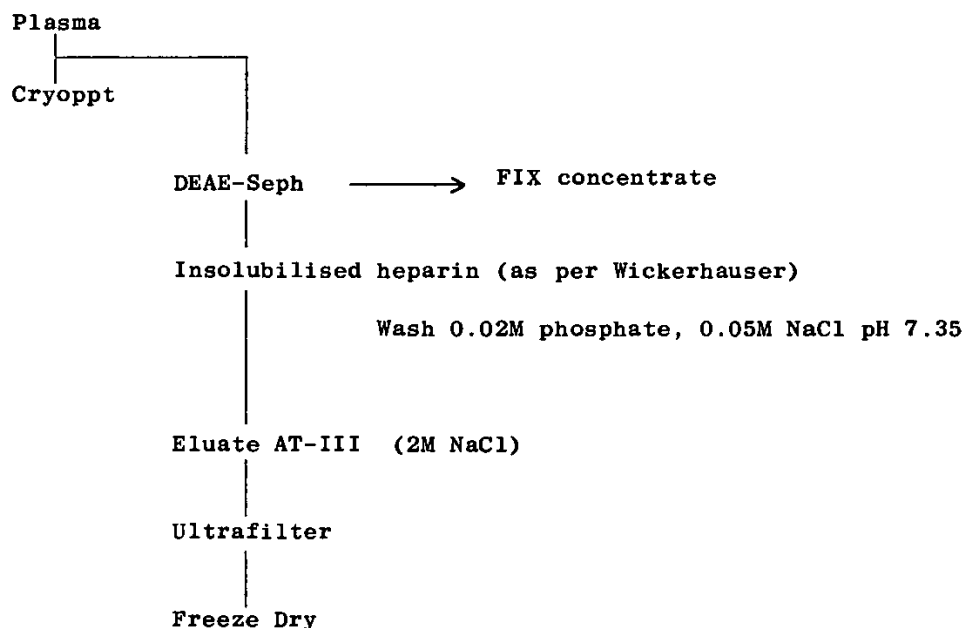 Plasma
Cryoppt
DEAE-Seph FIX concentrate
Insolubilised heparin (as per Wickerhauser)
Wash 0.02M phosphate, 0.05M NaCl pH 7.35
Eluate AT-III (2M NaCl)
Ultrafilter
Freeze Dry